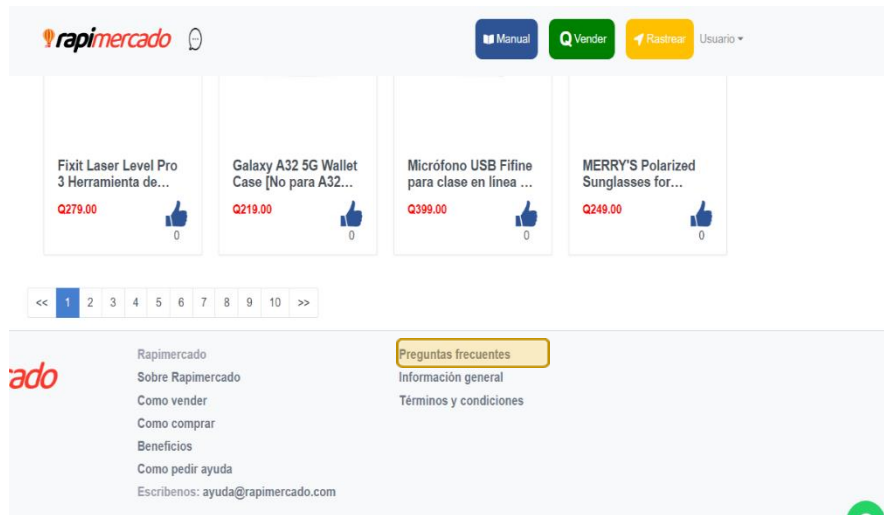 rapimercado
Manual
Vender
Rastrear
Usuario
Fixit Laser Level Pro
3 Herramienta de...
Q279.00
0
Galaxy A32 5G Wallet
Case [No para A32...
Q219.00
0
Micrófono USB Fifine
para clase en línea ...
Q399.00
0
MERRY'S Polarized
Sunglasses for...
Q249.00
0
<< 1 2 3 4 5 6 7 8 9 10 >>
cado
Rapimercado
Sobre Rapimercado
Como vender
Como comprar
Beneficios
Como pedir ayuda
Escríbenos: ayuda@rapimercado.com
Preguntas frecuentes
Información general
Términos y condiciones